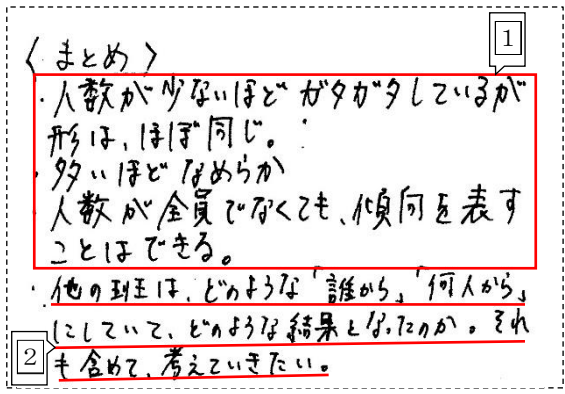 1
〈まとめ〉
・人数が少ないほどガタガタしているが
形は、ほぼ同じ。
・多いほどなめらか
人数が全員でなくても、傾向を表す
ことはできる。
・他の班は、どのような「誰から」「何人から」
にしていて、どのような結果となったのか。それ
2
も含めて、考えていきたい。